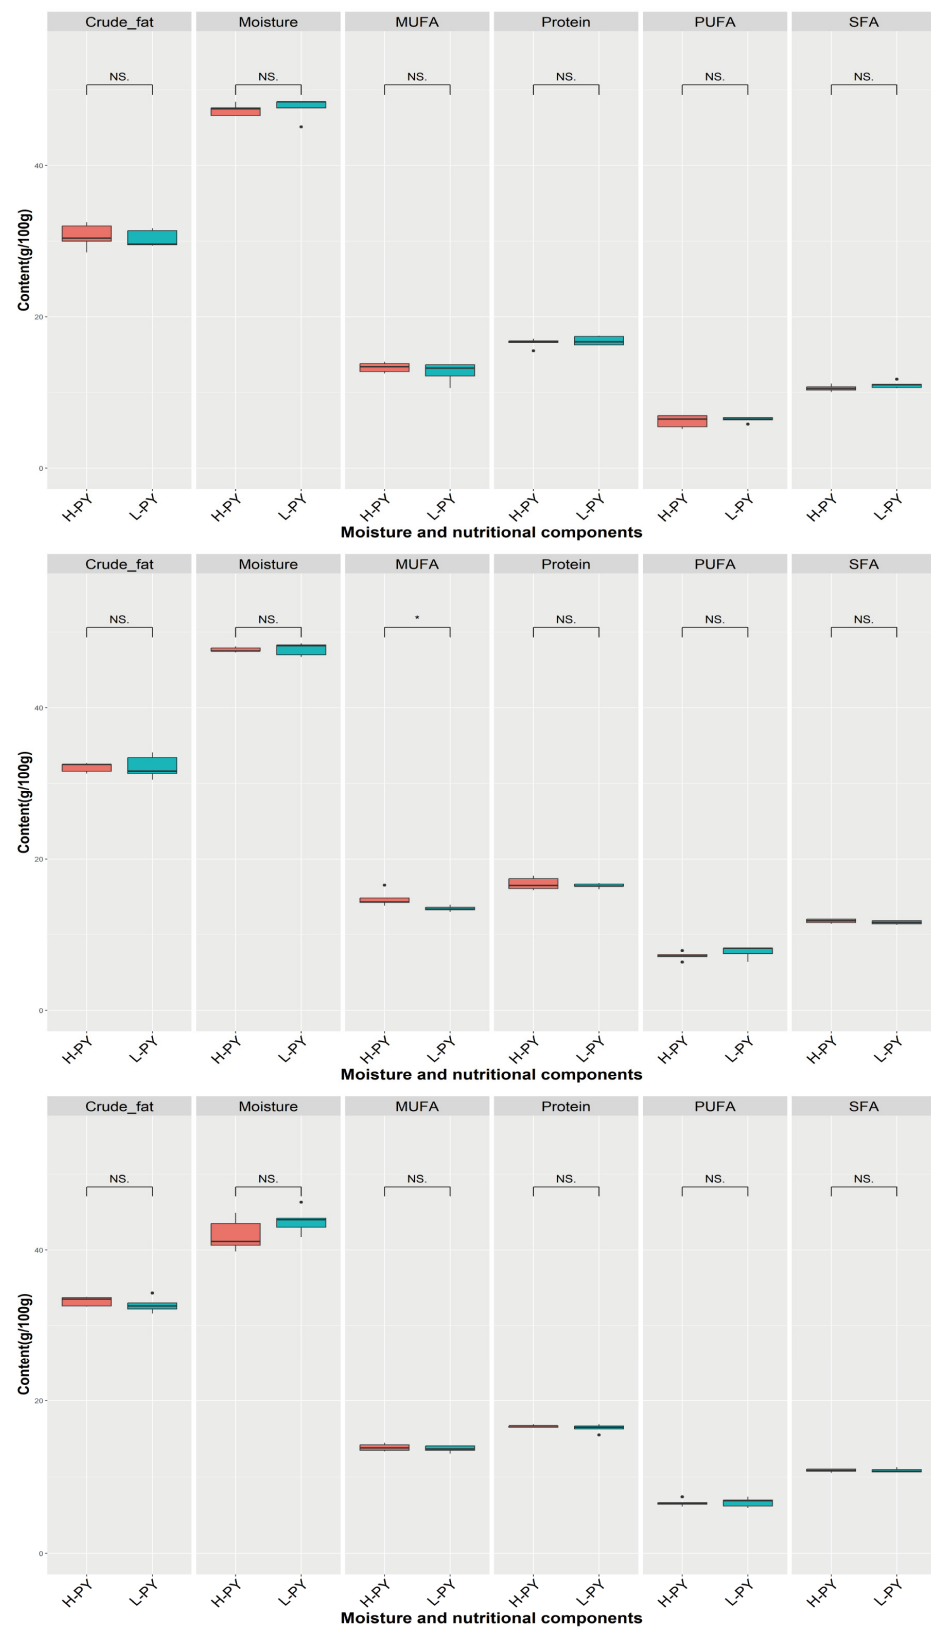 Crude_fat Moisture MUFA Protein PUFA SFA
NS. NS. NS. NS. NS. NS.
40
20
0
Content(g/100g)
H-PY L-PY H-PY L-PY H-PY L-PY H-PY L-PY H-PY L-PY H-PY L-PY
Moisture and nutritional components
Crude_fat Moisture MUFA Protein PUFA SFA
NS. NS. * NS. NS. NS.
40
20
0
Content(g/100g)
H-PY L-PY H-PY L-PY H-PY L-PY H-PY L-PY H-PY L-PY H-PY L-PY
Moisture and nutritional components
Crude_fat Moisture MUFA Protein PUFA SFA
NS. NS. NS. NS. NS. NS.
40
20
0
Content(g/100g)
H-PY L-PY H-PY L-PY H-PY L-PY H-PY L-PY H-PY L-PY H-PY L-PY
Moisture and nutritional components